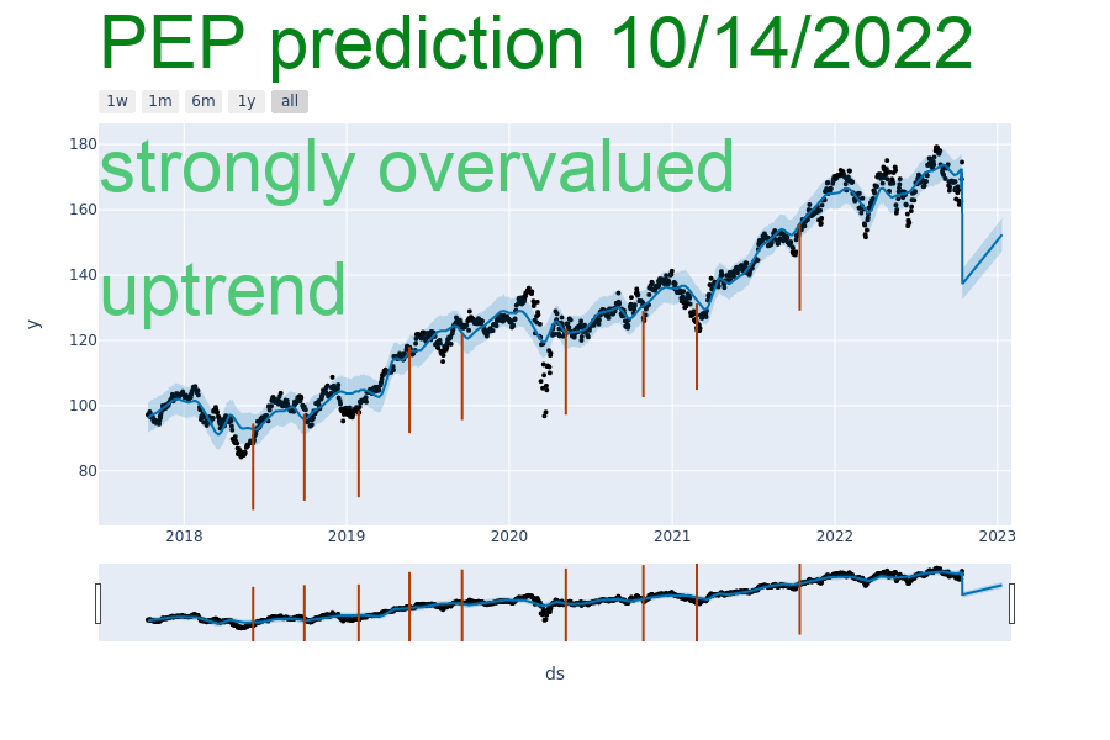 PEP prediction 10/14/2022
1w 1m 6m 1y all
180
strongly overvalued
160
140
uptrend
y
120
100
80
2018 2019 2020 2021 2022 2023
ds